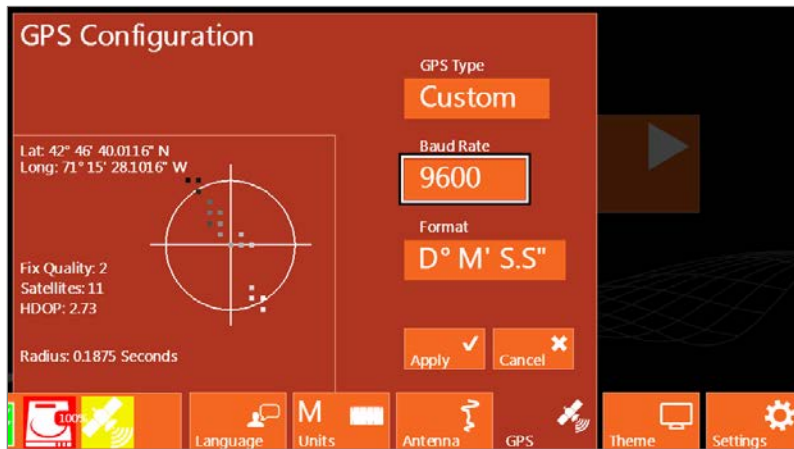 GPS Configuration
GPS Type
Custom
Lat: 42° 46' 40.0116" N
Long: 71° 15' 28.1016" W
Baud Rate
9600
Format
D° M' S.S"
Fix Quality: 2
Satellites: 11
HDOP: 2.73
Radius: 0.1875 Seconds
Apply
Cancel
100%
Language
M
Units
Antenna
GPS
Theme
Settings